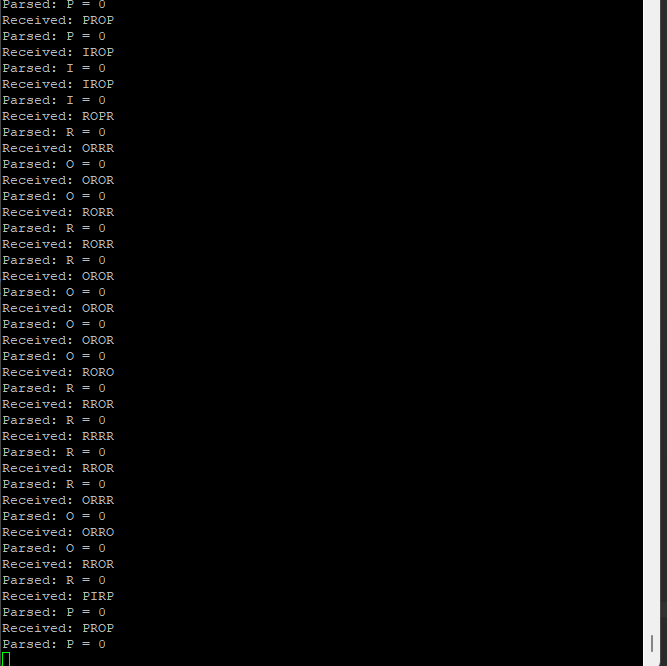 Parsed: P = 0
Received: PROP
Parsed: P = 0
Received: IROP
Parsed: I = 0
Received: IROP
Parsed: I = 0
Received: ROPR
Parsed: R = 0
Received: ORRR
Parsed: O = 0
Received: OROR
Parsed: O = 0
Received: RORR
Parsed: R = 0
Received: RORR
Parsed: R = 0
Received: OROR
Parsed: O = 0
Received: OROR
Parsed: O = 0
Received: OROR
Parsed: O = 0
Received: RORO
Parsed: R = 0
Received: RROR
Parsed: R = 0
Received: RRRR
Parsed: R = 0
Received: RROR
Parsed: R = 0
Received: ORRR
Parsed: O = 0
Received: ORRO
Parsed: O = 0
Received: RROR
Parsed: R = 0
Received: PIRP
Parsed: P = 0
Received: PROP
Parsed: P = 0